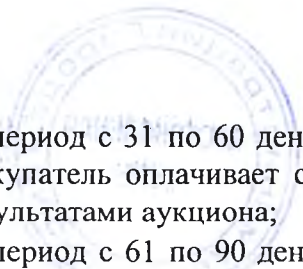 период с 31 по 60 ден
купатель оплачивает с
ультатами аукциона;
период с 61 по 90 ден